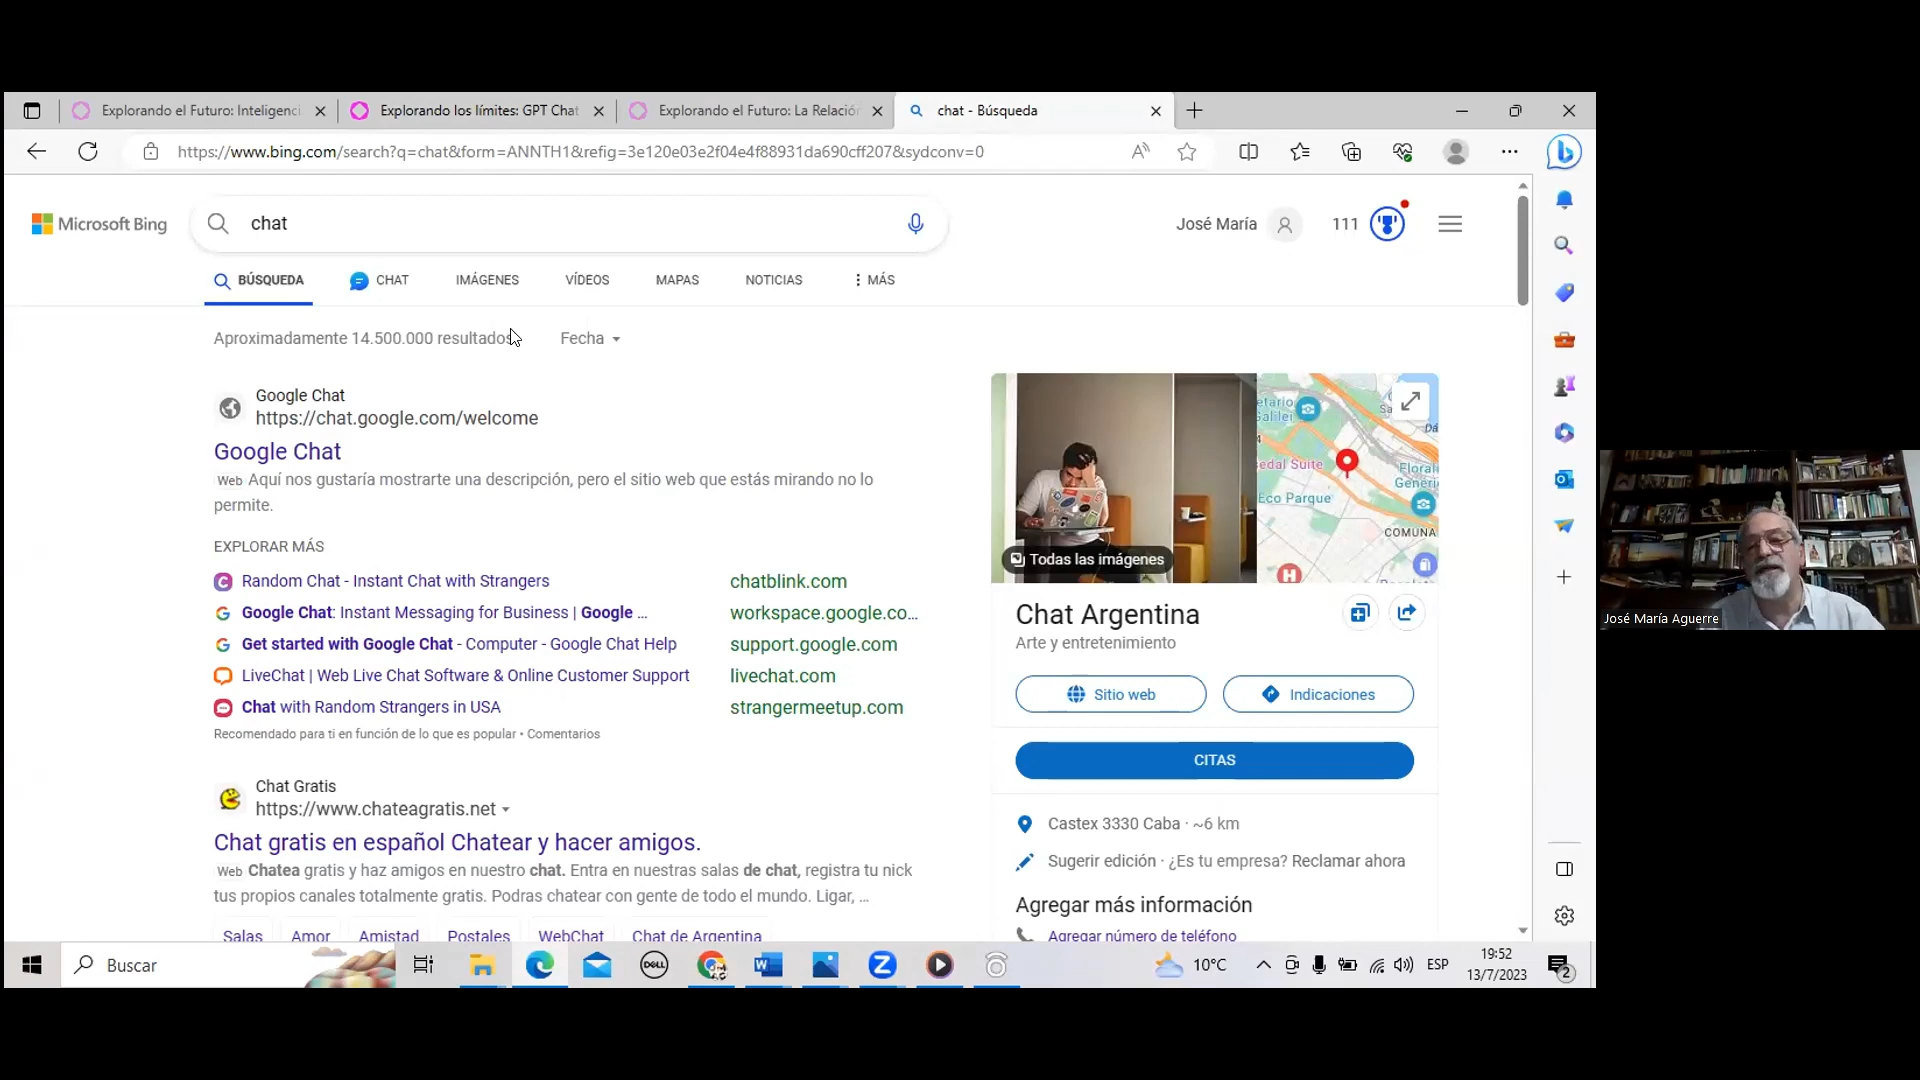 Explorando el Futuro: Inteligenci
Explorando los límites: GPT Chat
Explorando el Futuro: La Relación
chat - Búsqueda
https://www.bing.com/search?q=chat&form=ANNTH1&refig=3e120e03e2f04e4f88931da690cff207&sydconv=0
Microsoft Bing
chat
José María
111
BÚSQUEDA
CHAT
IMÁGENES
VÍDEOS
MAPAS
NOTICIAS
MÁS
Aproximadamente 14.500.000 resultados
Fecha
Google Chat
https://chat.google.com/welcome
Google Chat
Web Aquí nos gustaría mostrarte una descripción, pero el sitio web que estás mirando no lo
permite.
EXPLORAR MÁS
Random Chat - Instant Chat with Strangers chatblink.com
Google Chat: Instant Messaging for Business | Google ... workspace.google.co...
Get started with Google Chat - Computer - Google Chat Help support.google.com
LiveChat | Web Live Chat Software & Online Customer Support livechat.com
Chat with Random Strangers in USA strangermeetup.com
Recomendado para ti en función de lo que es popular • Comentarios
Chat Gratis
https://www.chateagratis.net
Chat gratis en español Chatear y hacer amigos.
Web Chatea gratis y haz amigos en nuestro chat. Entra en nuestras salas de chat, registra tu nick
tus propios canales totalmente gratis. Podras chatear con gente de todo el mundo. Ligar, ...
Salas
Amor
Amistad
Postales
WebChat
Chat de Argentina
Todas las imágenes
etario
Galilei
edal Suite
Eco Parque
Floral
Generi
COMUNA
Chat Argentina
Arte y entretenimiento
Sitio web
Indicaciones
CITAS
Castex 3330 Caba · ~6 km
Sugerir edición · ¿Es tu empresa? Reclamar ahora
Agregar más información
Agregar número de teléfono
José María Aguerre
Buscar
DELL
10°C
ESP
19:52
13/7/2023
2